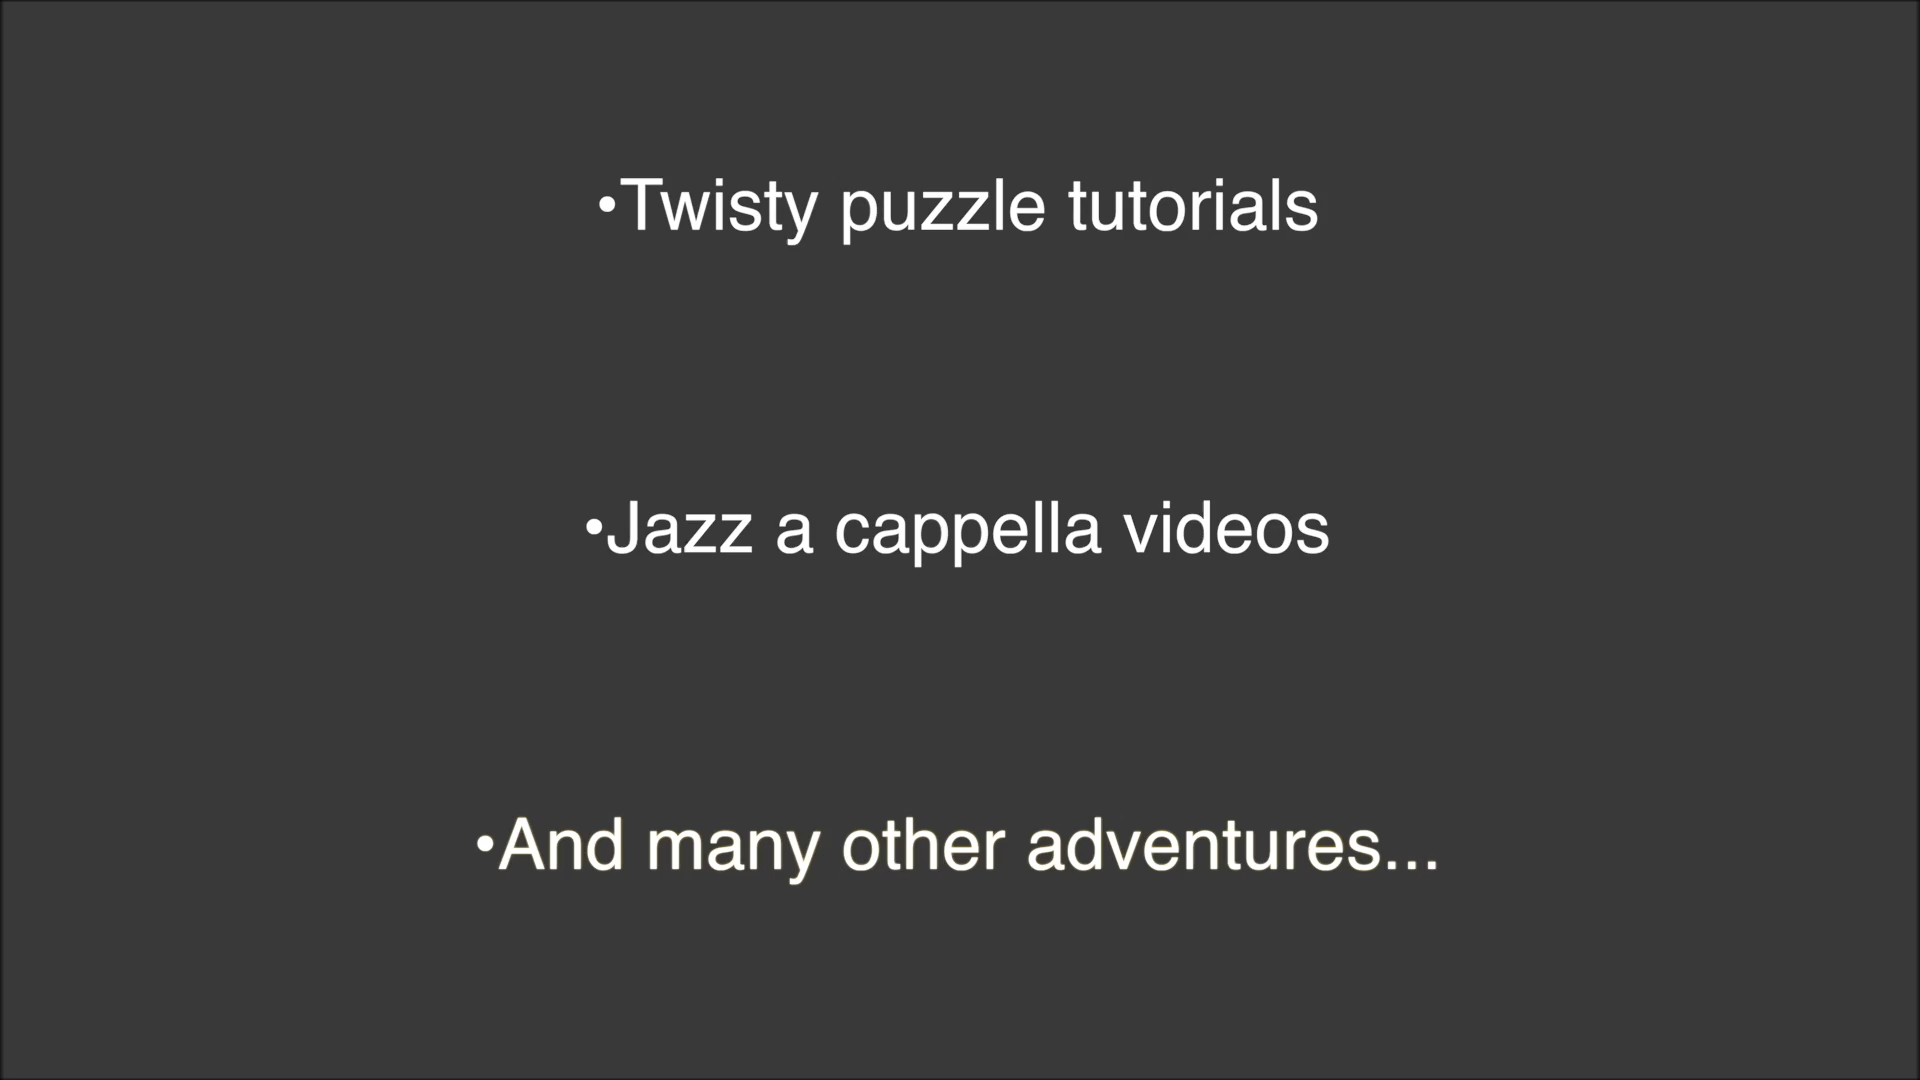 •Twisty puzzle tutorials
•Jazz a cappella videos
•And many other adventures...